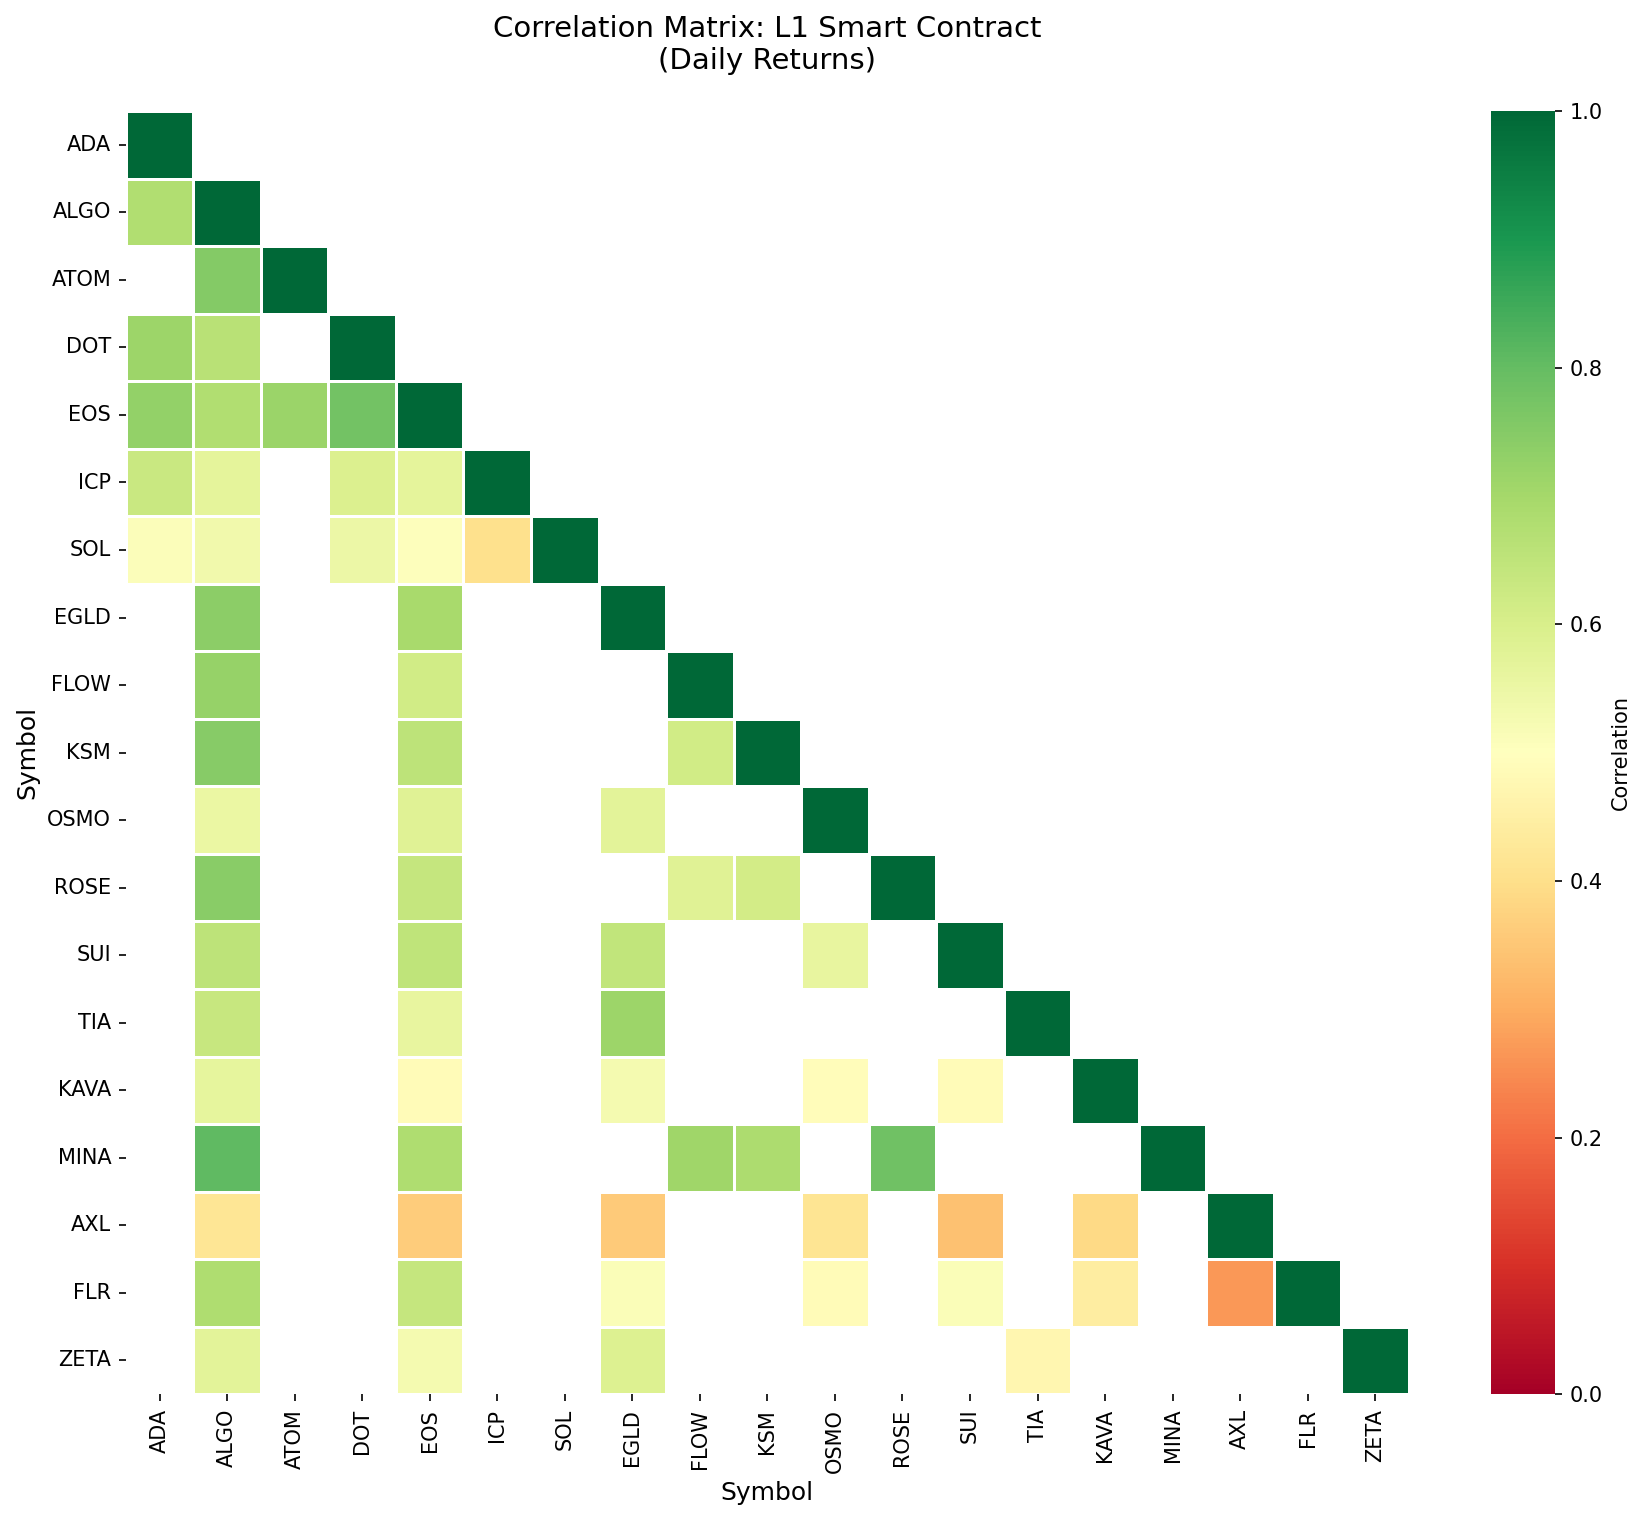 Correlation Matrix: L1 Smart Contract
(Daily Returns)
Symbol
ADA
ALGO
ATOM
DOT
EOS
ICP
SOL
EGLD
FLOW
KSM
OSMO
ROSE
SUI
TIA
KAVA
MINA
AXL
FLR
ZETA
ADA
ALGO
ATOM
DOT
EOS
ICP
SOL
EGLD
FLOW
KSM
OSMO
ROSE
SUI
TIA
KAVA
MINA
AXL
FLR
ZETA
Symbol
1.0
0.8
0.6
0.4
0.2
0.0
Correlation